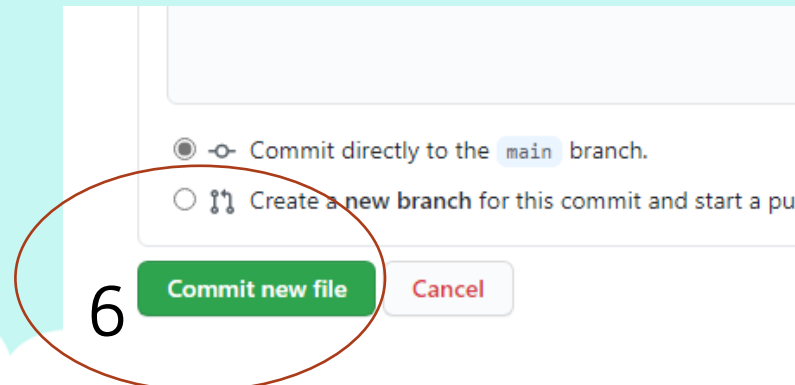 Commit directly to the main branch.
Create a new branch for this commit and start a pu
6 Commit new file Cancel